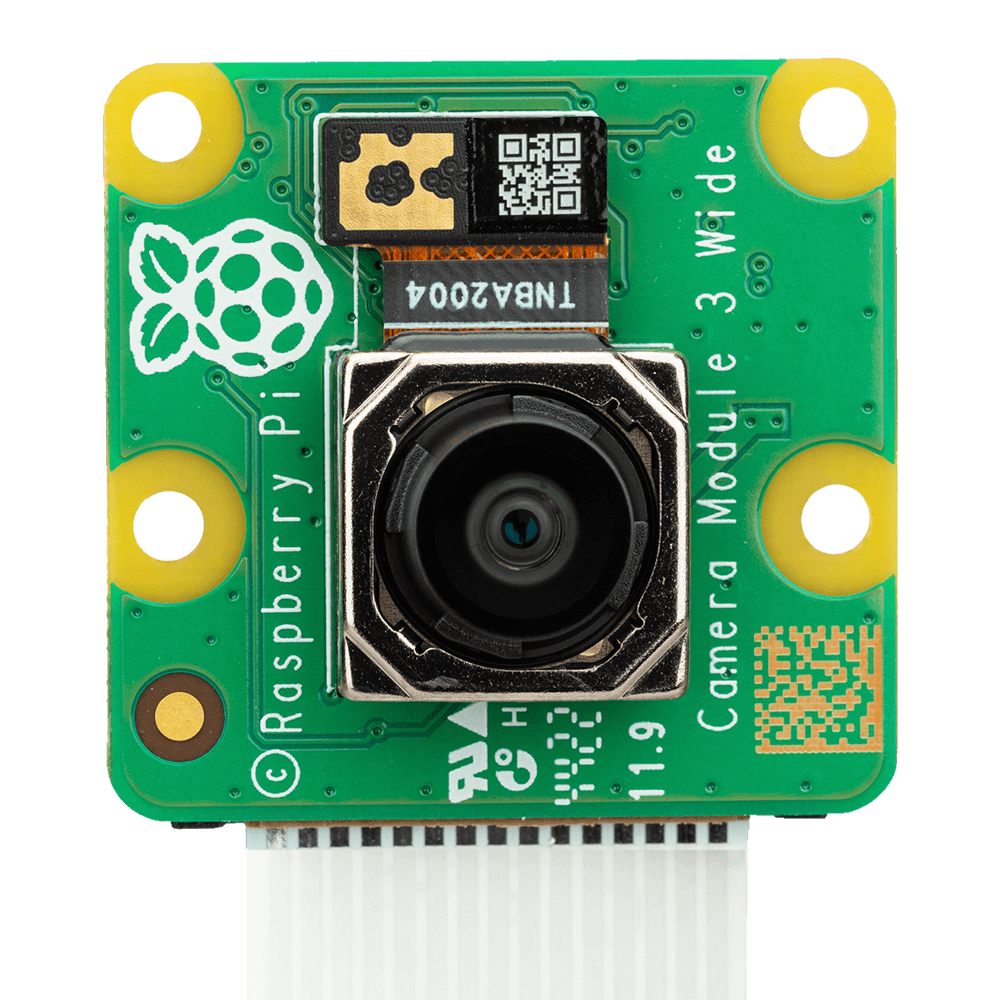 TNBA2004
© Raspberry Pi
Camera Module 3 Wide
11.9